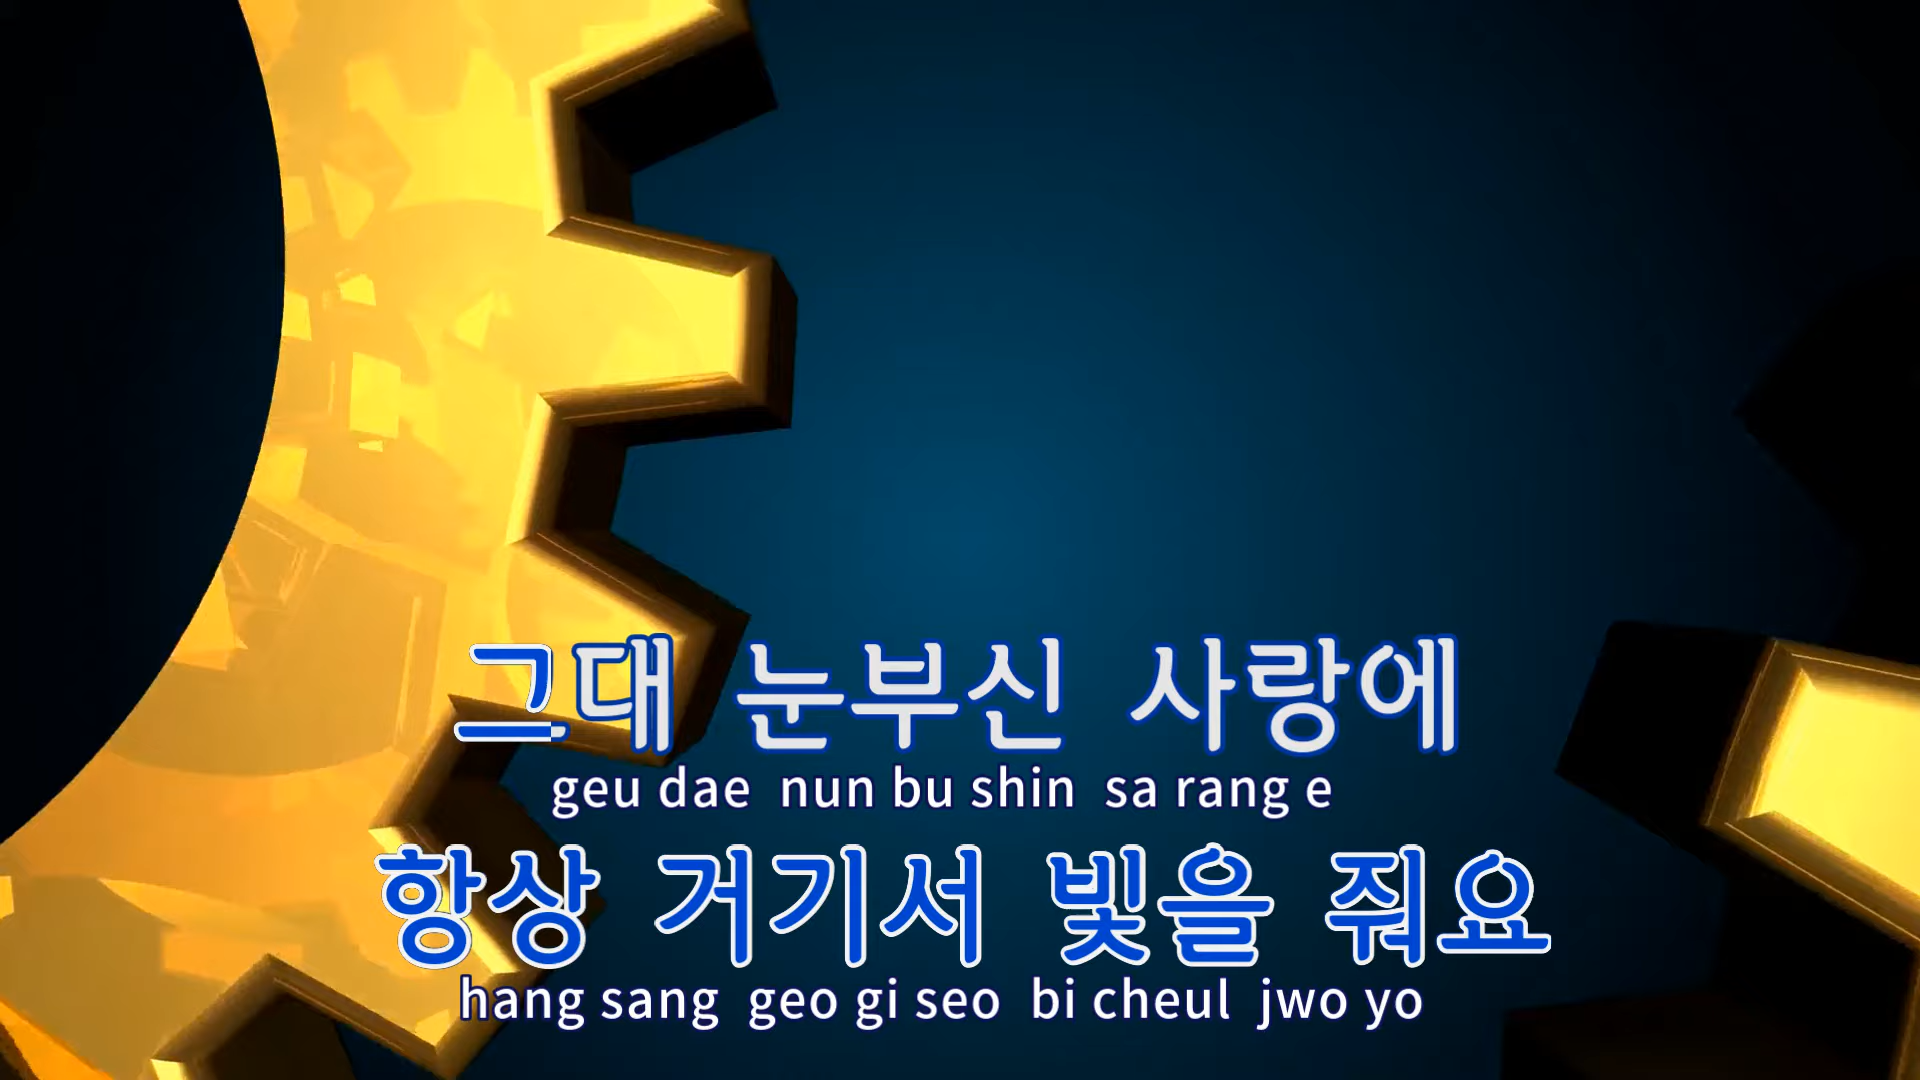 그대 눈부신 사랑에
geu dae nun bu shin sa rang e
항상 거기서 빛을 줘요
hang sang geo gi seo bi cheul jwo yo